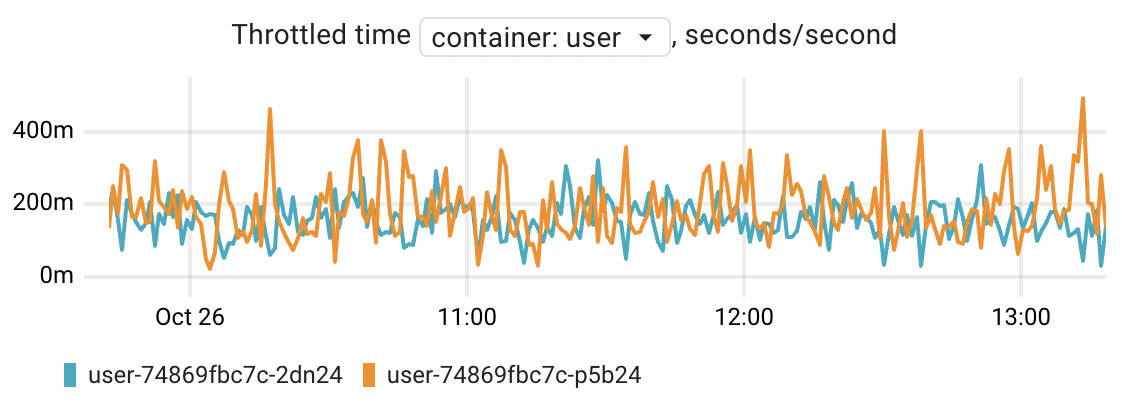 Throttled time container: user , seconds/second
400m
200m
0m
Oct 26 11:00 12:00 13:00
user-74869fbc7c-2dn24 user-74869fbc7c-p5b24